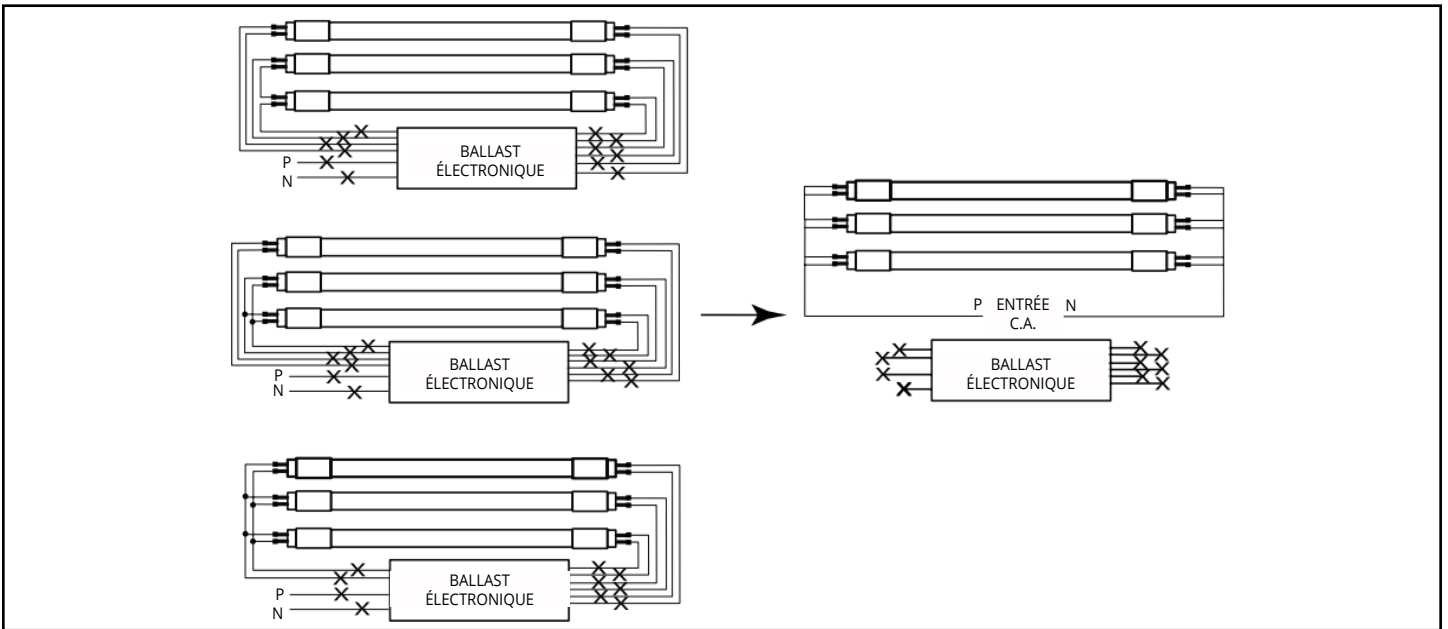 BALLAST
ÉLECTRONIQUE
P
N
BALLAST
ÉLECTRONIQUE
P
N
BALLAST
ÉLECTRONIQUE
P
N
P ENTRÉE N
C.A.
BALLAST
ÉLECTRONIQUE